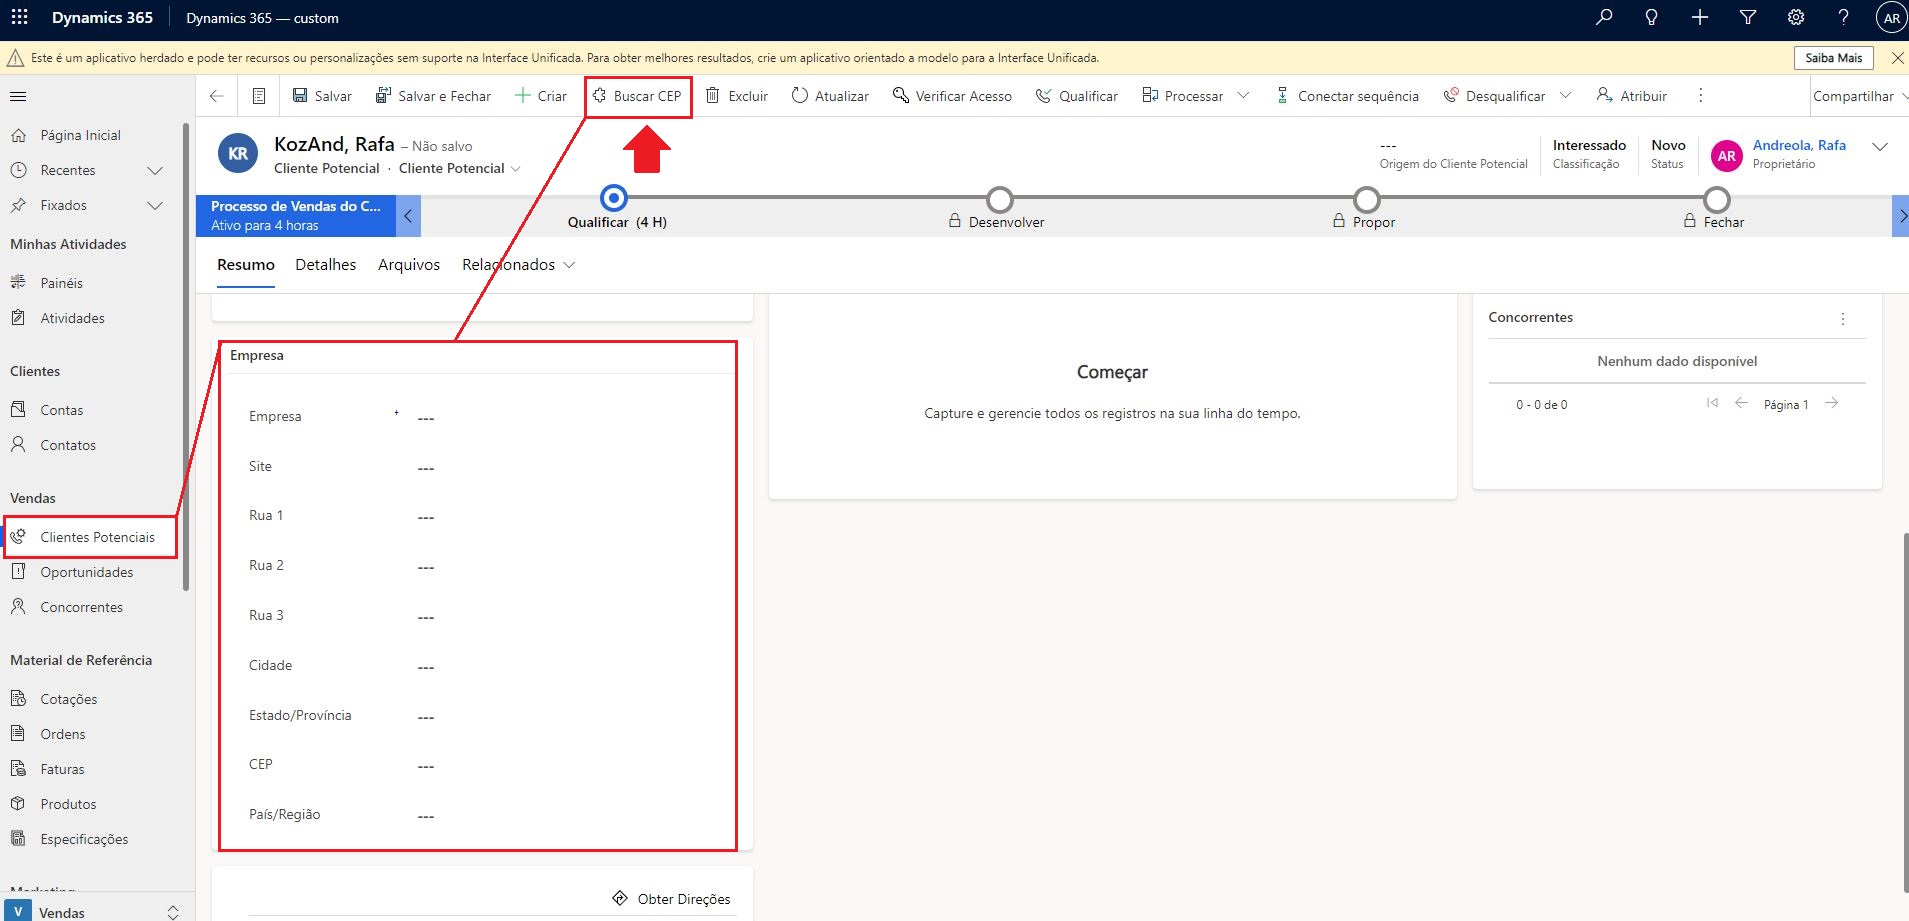 Dynamics 365
Dynamics 365 — custom
AR
Este é um aplicativo herdado e pode ter recursos ou personalizações sem suporte na Interface Unificada. Para obter melhores resultados, crie um aplicativo orientado a modelo para a Interface Unificada.
Saiba Mais
Salvar
Salvar e Fechar
Criar
Buscar CEP
Excluir
Atualizar
Verificar Acesso
Qualificar
Processar
Conectar sequência
Desqualificar
Atribuir
Compartilhar
Página Inicial
Recentes
Fixados
Minhas Atividades
Painéis
Atividades
Clientes
Contas
Contatos
Vendas
Clientes Potenciais
Oportunidades
Concorrentes
Material de Referência
Cotações
Ordens
Faturas
Produtos
Especificações
Marketing
V Vendas
KR
KozAnd, Rafa – Não salvo
Cliente Potencial · Cliente Potencial
---
Origem do Cliente Potencial
Interessado
Classificação
Novo
Status
AR
Andreola, Rafa
Proprietário
Processo de Vendas do C...
Ativo para 4 horas
Qualificar (4 H)
Desenvolver
Propor
Fechar
Resumo
Detalhes
Arquivos
Relacionados
Empresa
Empresa + ---
Site ---
Rua 1 ---
Rua 2 ---
Rua 3 ---
Cidade ---
Estado/Província ---
CEP ---
País/Região ---
Obter Direções
Começar
Capture e gerencie todos os registros na sua linha do tempo.
Concorrentes
Nenhum dado disponível
0 - 0 de 0
Página 1